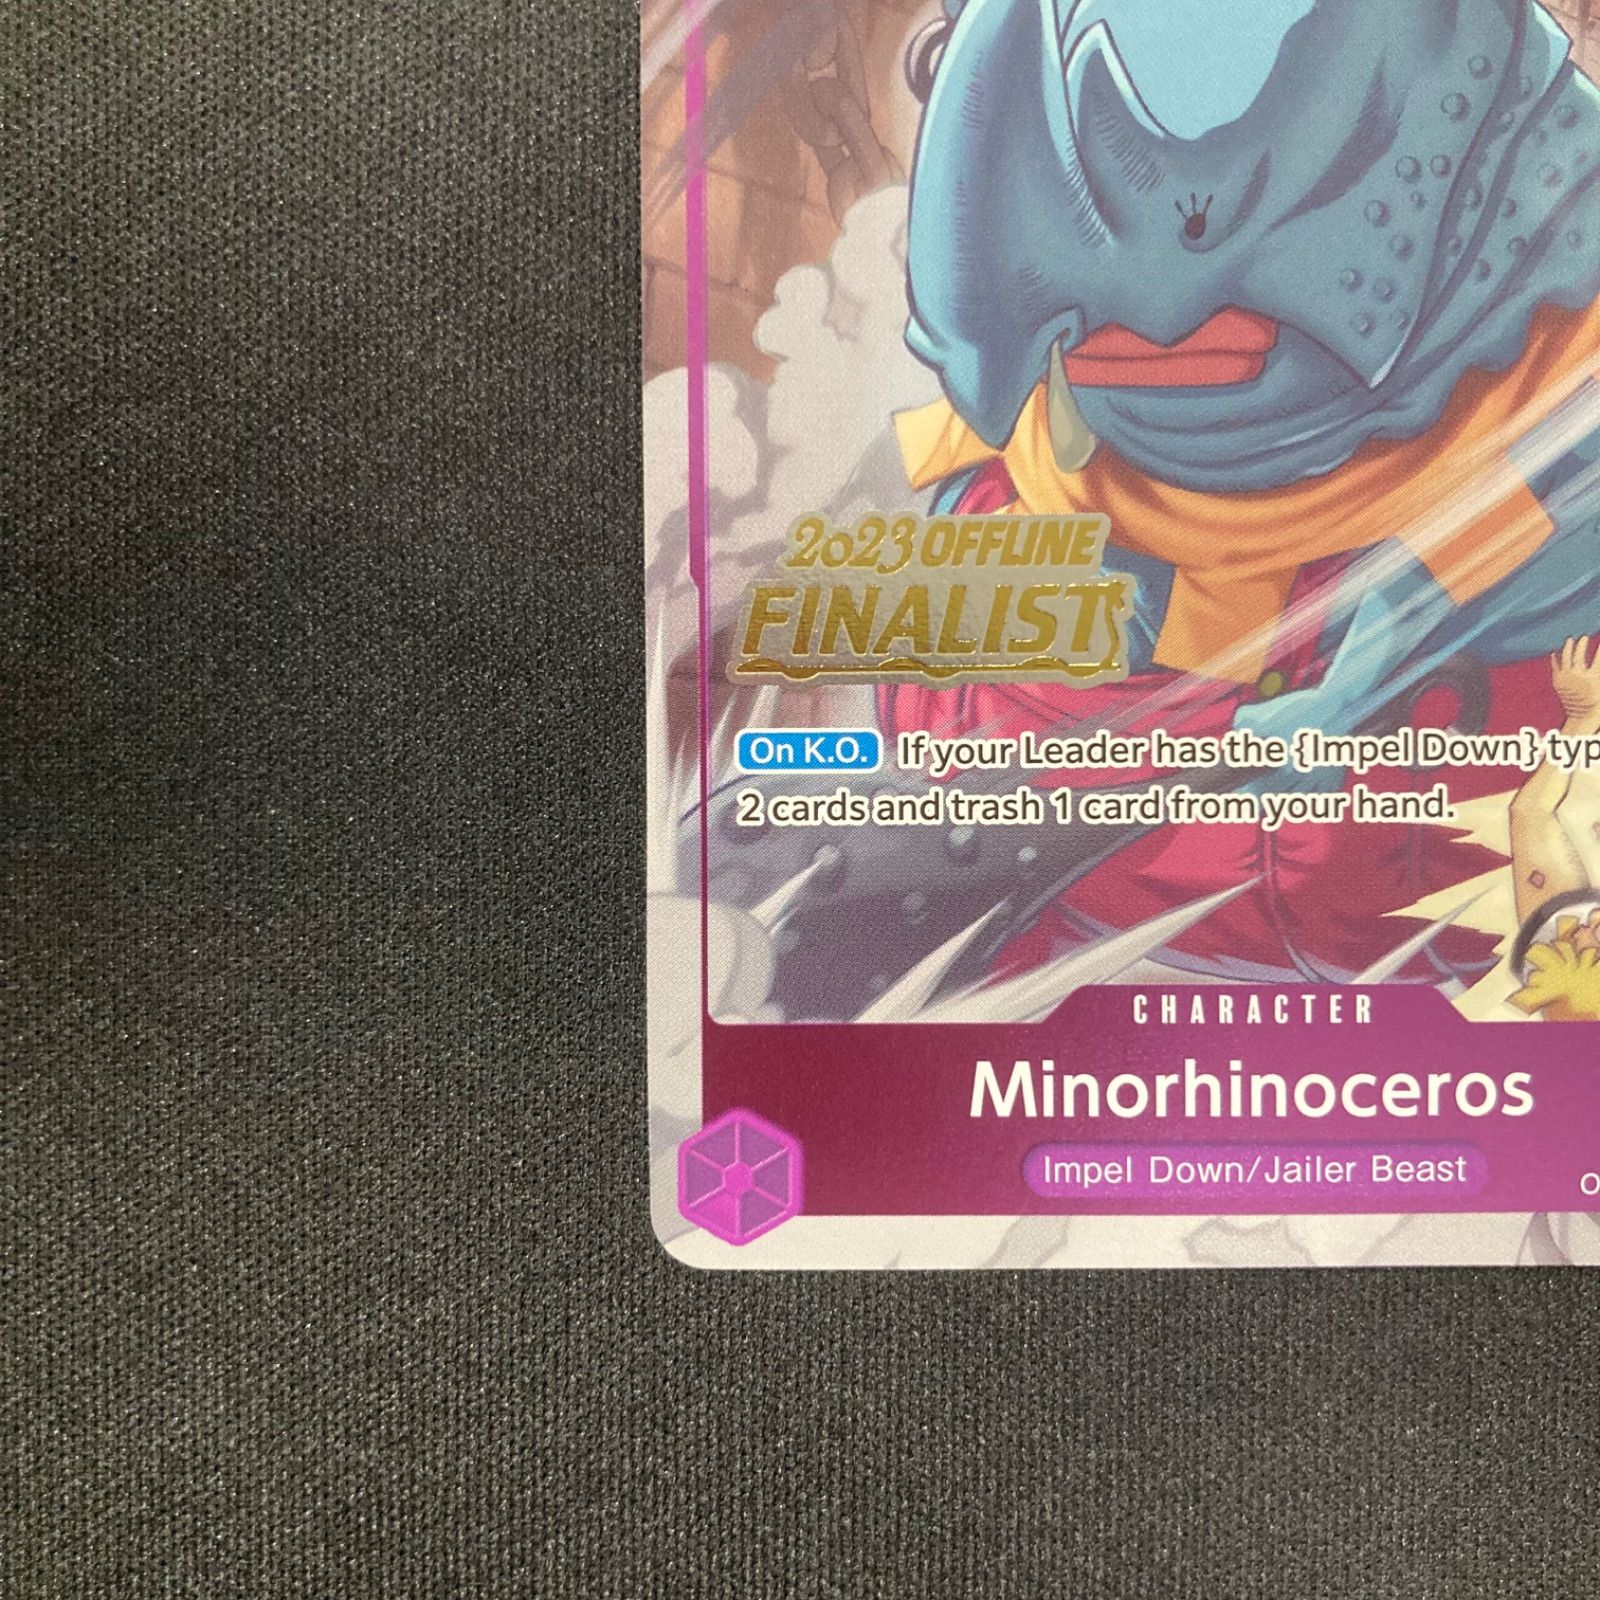 2023 OFFLINE
FINALIST
On K.O. If your Leader has the {Impel Down}
2 cards and trash 1 card from your hand.
CHARACTER
Minorhinoceros
Impel Down/Jailer Beast